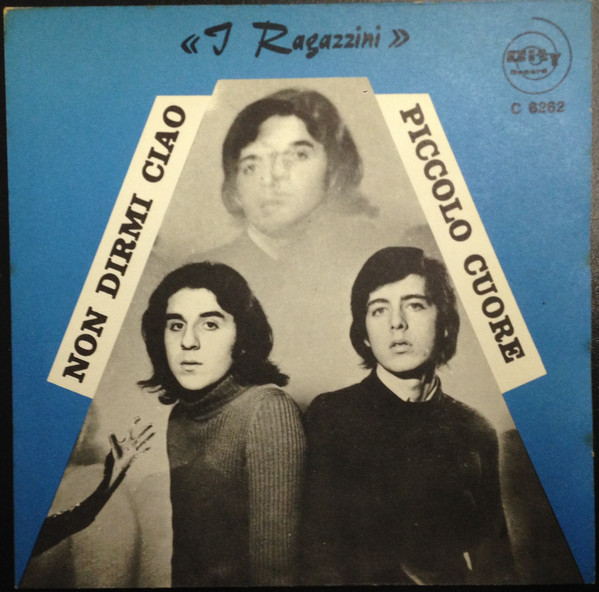 « I Ragazzini »
City
Record
C 6262
NON DIRMI CIAO
PICCOLO CUORE